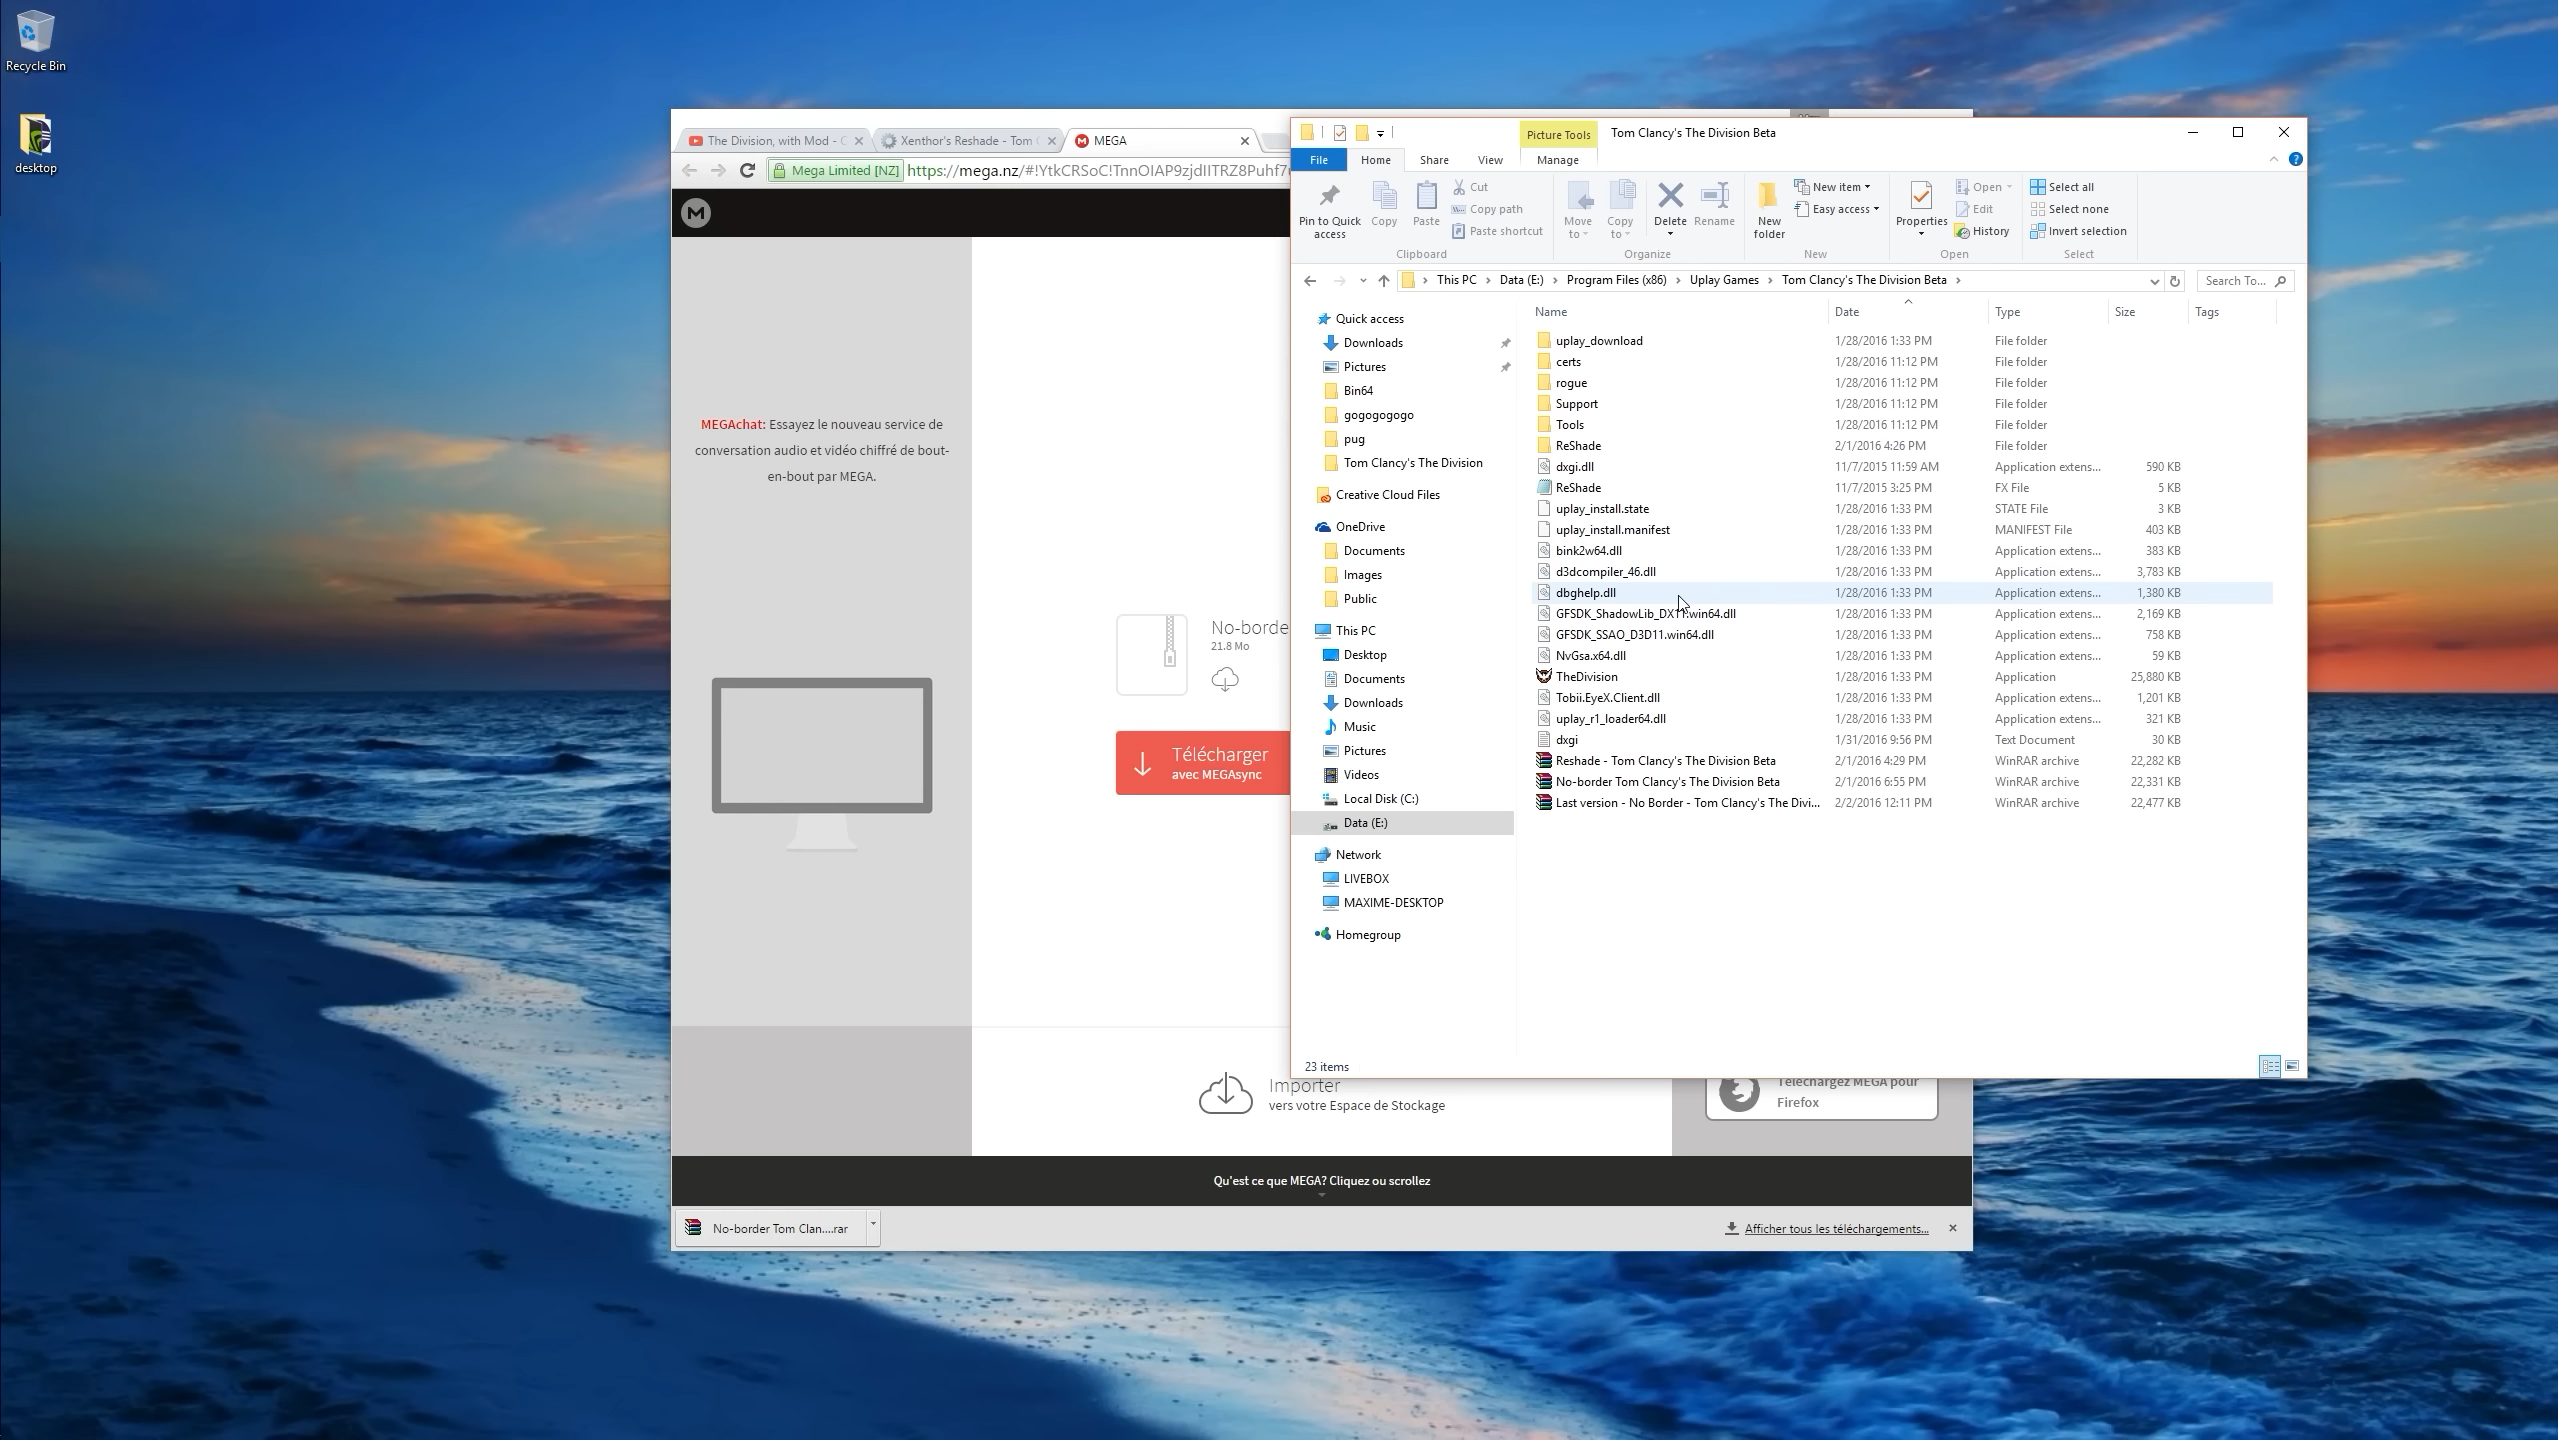 Recycle Bin
desktop
The Division, with Mod -
Xenthor's Reshade - Tom
MEGA
Mega Limited [NZ]
https://mega.nz/#!YtkCRSoC!TnnOIAP9zjdIITRZ8Puhf7
MEGAchat: Essayez le nouveau service de
conversation audio et vidéo chiffré de bout-
en-bout par MEGA.
No-borde
21.8 Mo
Télécharger
avec MEGAsync
Importer
vers votre Espace de Stockage
Téléchargez MEGA pour
Firefox
Qu'est ce que MEGA? Cliquez ou scrollez
No-border Tom Clan....rar
Afficher tous les téléchargements...
Picture Tools
Tom Clancy's The Division Beta
File
Home
Share
View
Manage
Pin to Quick
access
Copy
Paste
Cut
Copy path
Paste shortcut
Clipboard
Move
to
Copy
to
Delete
Rename
Organize
New
folder
New item
Easy access
New
Properties
Open
Edit
History
Open
Select all
Select none
Invert selection
Select
This PC
Data (E:)
Program Files (x86)
Uplay Games
Tom Clancy's The Division Beta
Search To...
Quick access
Downloads
Pictures
Bin64
gogogogogo
pug
Tom Clancy's The Division
Creative Cloud Files
OneDrive
Documents
Images
Public
This PC
Desktop
Documents
Downloads
Music
Pictures
Videos
Local Disk (C:)
Data (E:)
Network
LIVEBOX
MAXIME-DESKTOP
Homegroup
Name Date Type Size Tags
uplay_download 1/28/2016 1:33 PM File folder
certs 1/28/2016 11:12 PM File folder
rogue 1/28/2016 11:12 PM File folder
Support 1/28/2016 11:12 PM File folder
Tools 1/28/2016 11:12 PM File folder
ReShade 2/1/2016 4:26 PM File folder
dxgi.dll 11/7/2015 11:59 AM Application extens... 590 KB
ReShade 11/7/2015 3:25 PM FX File 5 KB
uplay_install.state 1/28/2016 1:33 PM STATE File 3 KB
uplay_install.manifest 1/28/2016 1:33 PM MANIFEST File 403 KB
bink2w64.dll 1/28/2016 1:33 PM Application extens... 383 KB
d3dcompiler_46.dll 1/28/2016 1:33 PM Application extens... 3,783 KB
dbghelp.dll 1/28/2016 1:33 PM Application extens... 1,380 KB
GFSDK_ShadowLib_DX11.win64.dll 1/28/2016 1:33 PM Application extens... 2,169 KB
GFSDK_SSAO_D3D11.win64.dll 1/28/2016 1:33 PM Application extens... 758 KB
NvGsa.x64.dll 1/28/2016 1:33 PM Application extens... 59 KB
TheDivision 1/28/2016 1:33 PM Application 25,880 KB
Tobii.EyeX.Client.dll 1/28/2016 1:33 PM Application extens... 1,201 KB
uplay_r1_loader64.dll 1/28/2016 1:33 PM Application extens... 321 KB
dxgi 1/31/2016 9:56 PM Text Document 30 KB
Reshade - Tom Clancy's The Division Beta 2/1/2016 4:29 PM WinRAR archive 22,282 KB
No-border Tom Clancy's The Division Beta 2/1/2016 6:55 PM WinRAR archive 22,331 KB
Last version - No Border - Tom Clancy's The Divi... 2/2/2016 12:11 PM WinRAR archive 22,477 KB
23 items